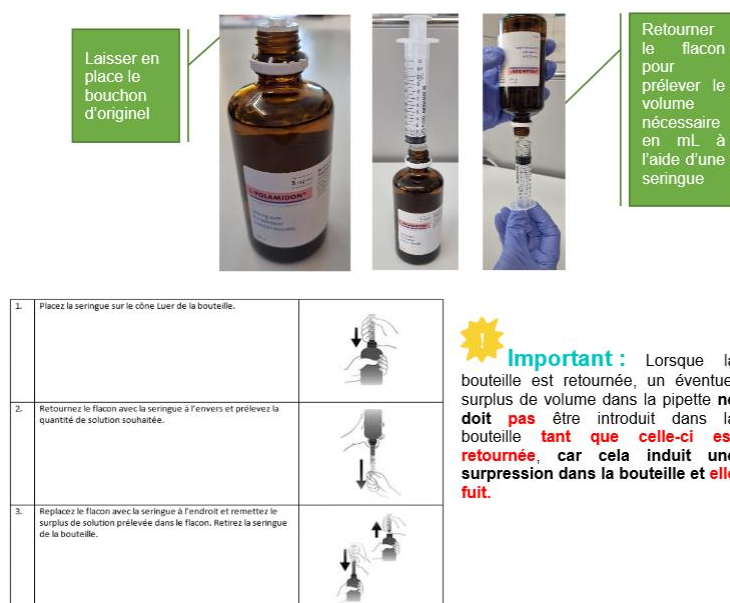 Laisser en
place le
bouchon
d'originel
Retourner
le flacon
pour
prélever le
volume
nécessaire
en mL à
l'aide d'une
seringue
L-POLAMIDON®
1. Placez la seringue sur le cône Luer de la bouteille.
2. Retournez le flacon avec la seringue à l'envers et prélevez la
quantité de solution souhaitée.
3. Replacez le flacon avec la seringue à l'endroit et remettez le
surplus de solution prélevée dans le flacon. Retirez la seringue
de la bouteille.
!
Important : Lorsque la
bouteille est retournée, un éventuel
surplus de volume dans la pipette ne
doit pas être introduit dans la
bouteille tant que celle-ci est
retournée, car cela induit une
surpression dans la bouteille et elle
fuit.